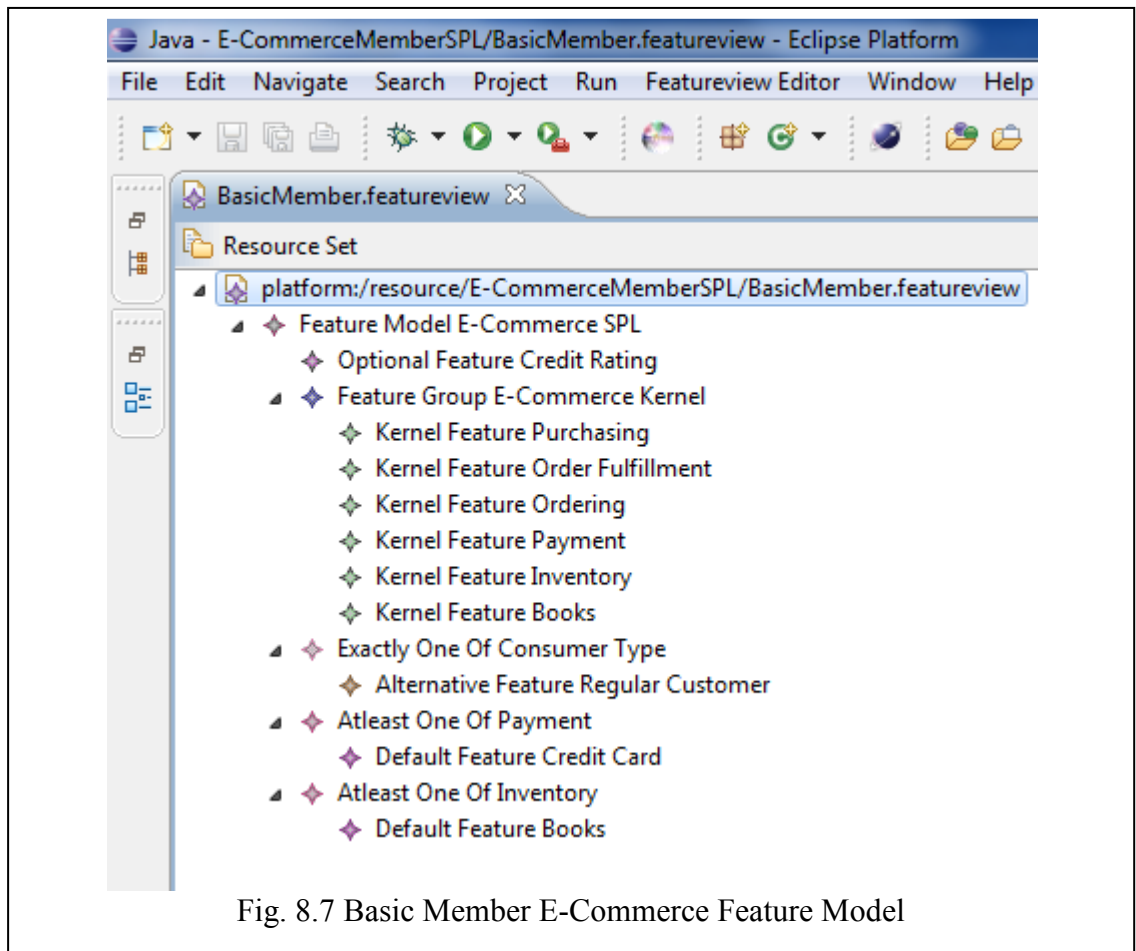 Java - E-CommerceMemberSPL/BasicMember.featureview - Eclipse Platform
File Edit Navigate Search Project Run Featureview Editor Window Help
BasicMember.featureview
Resource Set
platform:/resource/E-CommerceMemberSPL/BasicMember.featureview
Feature Model E-Commerce SPL
Optional Feature Credit Rating
Feature Group E-Commerce Kernel
Kernel Feature Purchasing
Kernel Feature Order Fulfillment
Kernel Feature Ordering
Kernel Feature Payment
Kernel Feature Inventory
Kernel Feature Books
Exactly One Of Consumer Type
Alternative Feature Regular Customer
Atleast One Of Payment
Default Feature Credit Card
Atleast One Of Inventory
Default Feature Books
Fig. 8.7 Basic Member E-Commerce Feature Model